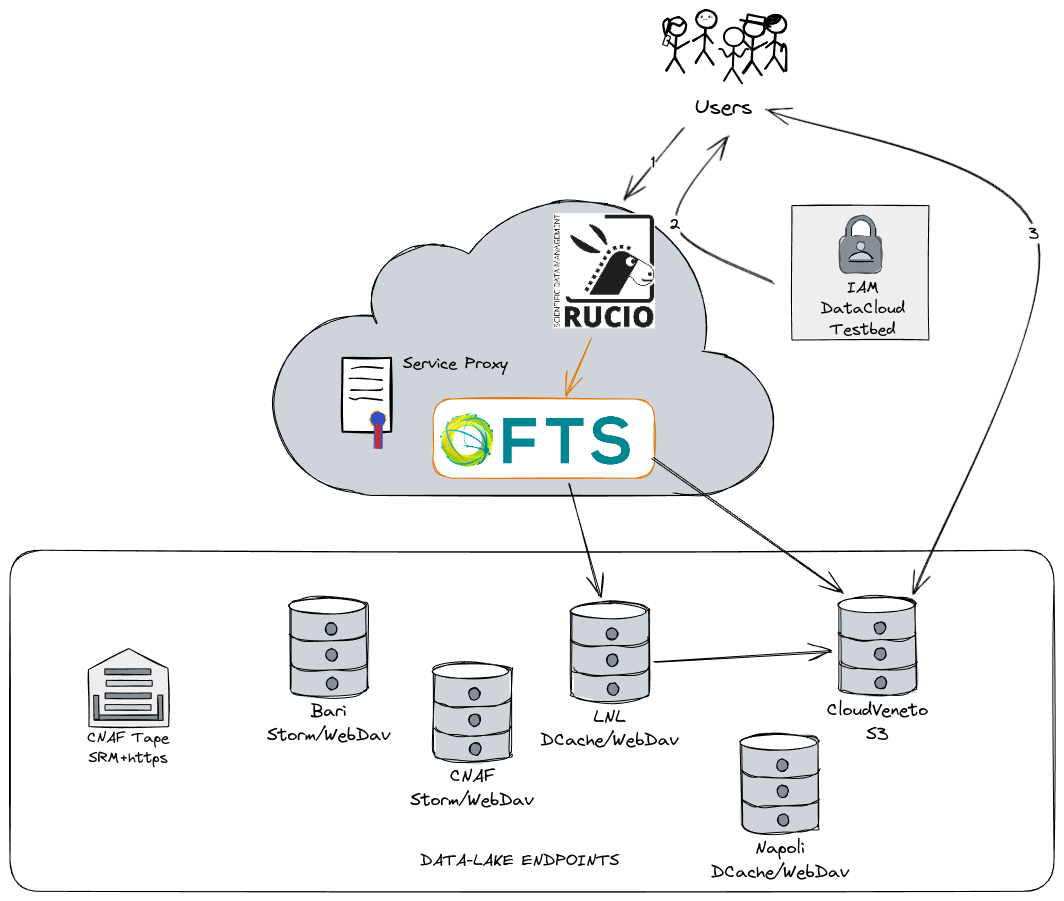 Users
1
2
3
SCIENTIFIC DATA MANAGEMENT
RUCIO
IAM
DataCloud
Testbed
Service Proxy
FTS
CNAF Tape
SRM+https
Bari
Storm/WebDav
CNAF
Storm/WebDav
LNL
DCache/WebDav
CloudVeneto
S3
Napoli
DCache/WebDav
DATA-LAKE ENDPOINTS